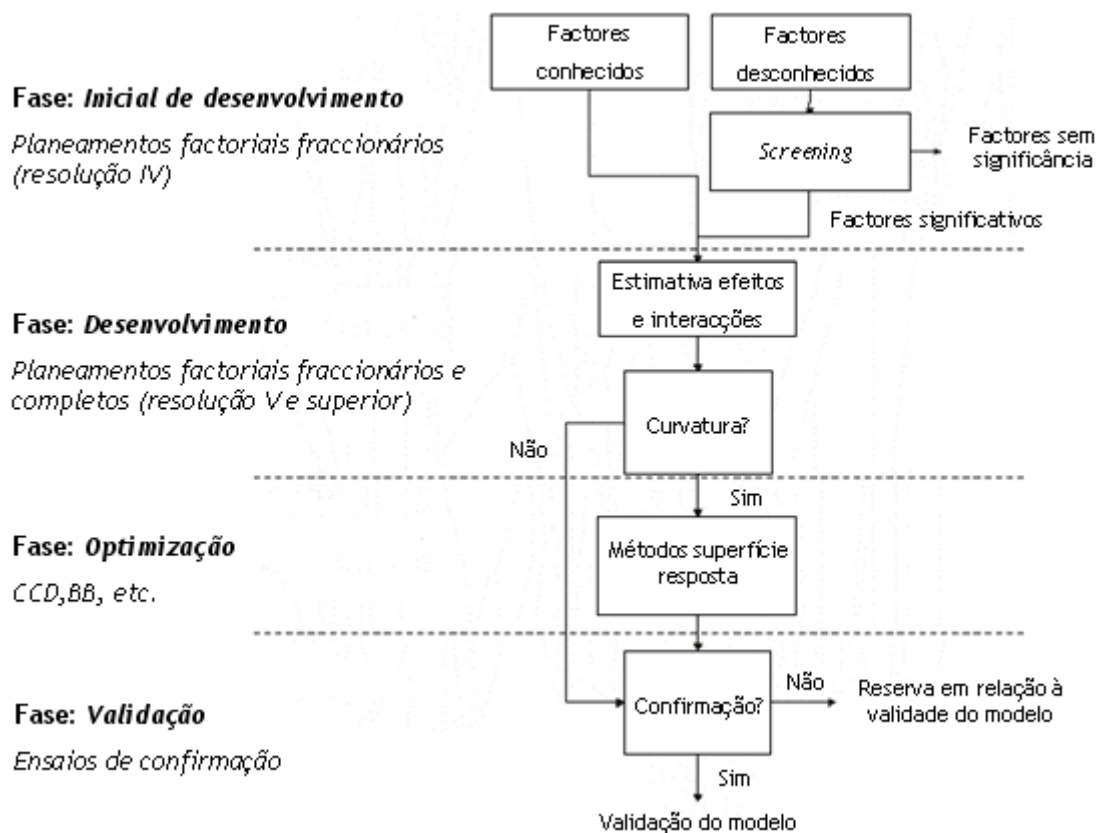 Factores
conhecidos
Factores
desconhecidos
Fase: Inicial de desenvolvimento
Planeamentos factoriais fraccionários
(resolução IV)
Screening
Factores sem
significância
Factores significativos
Estimativa efeitos
e interacções
Fase: Desenvolvimento
Planeamentos factoriais fraccionários e
completos (resolução V e superior)
Curvatura?
Não
Sim
Fase: Optimização
CCD,BB, etc.
Métodos superfície
resposta
Fase: Validação
Ensaios de confirmação
Confirmação?
Não
Reserva em relação à
validade do modelo
Sim
Validação do modelo